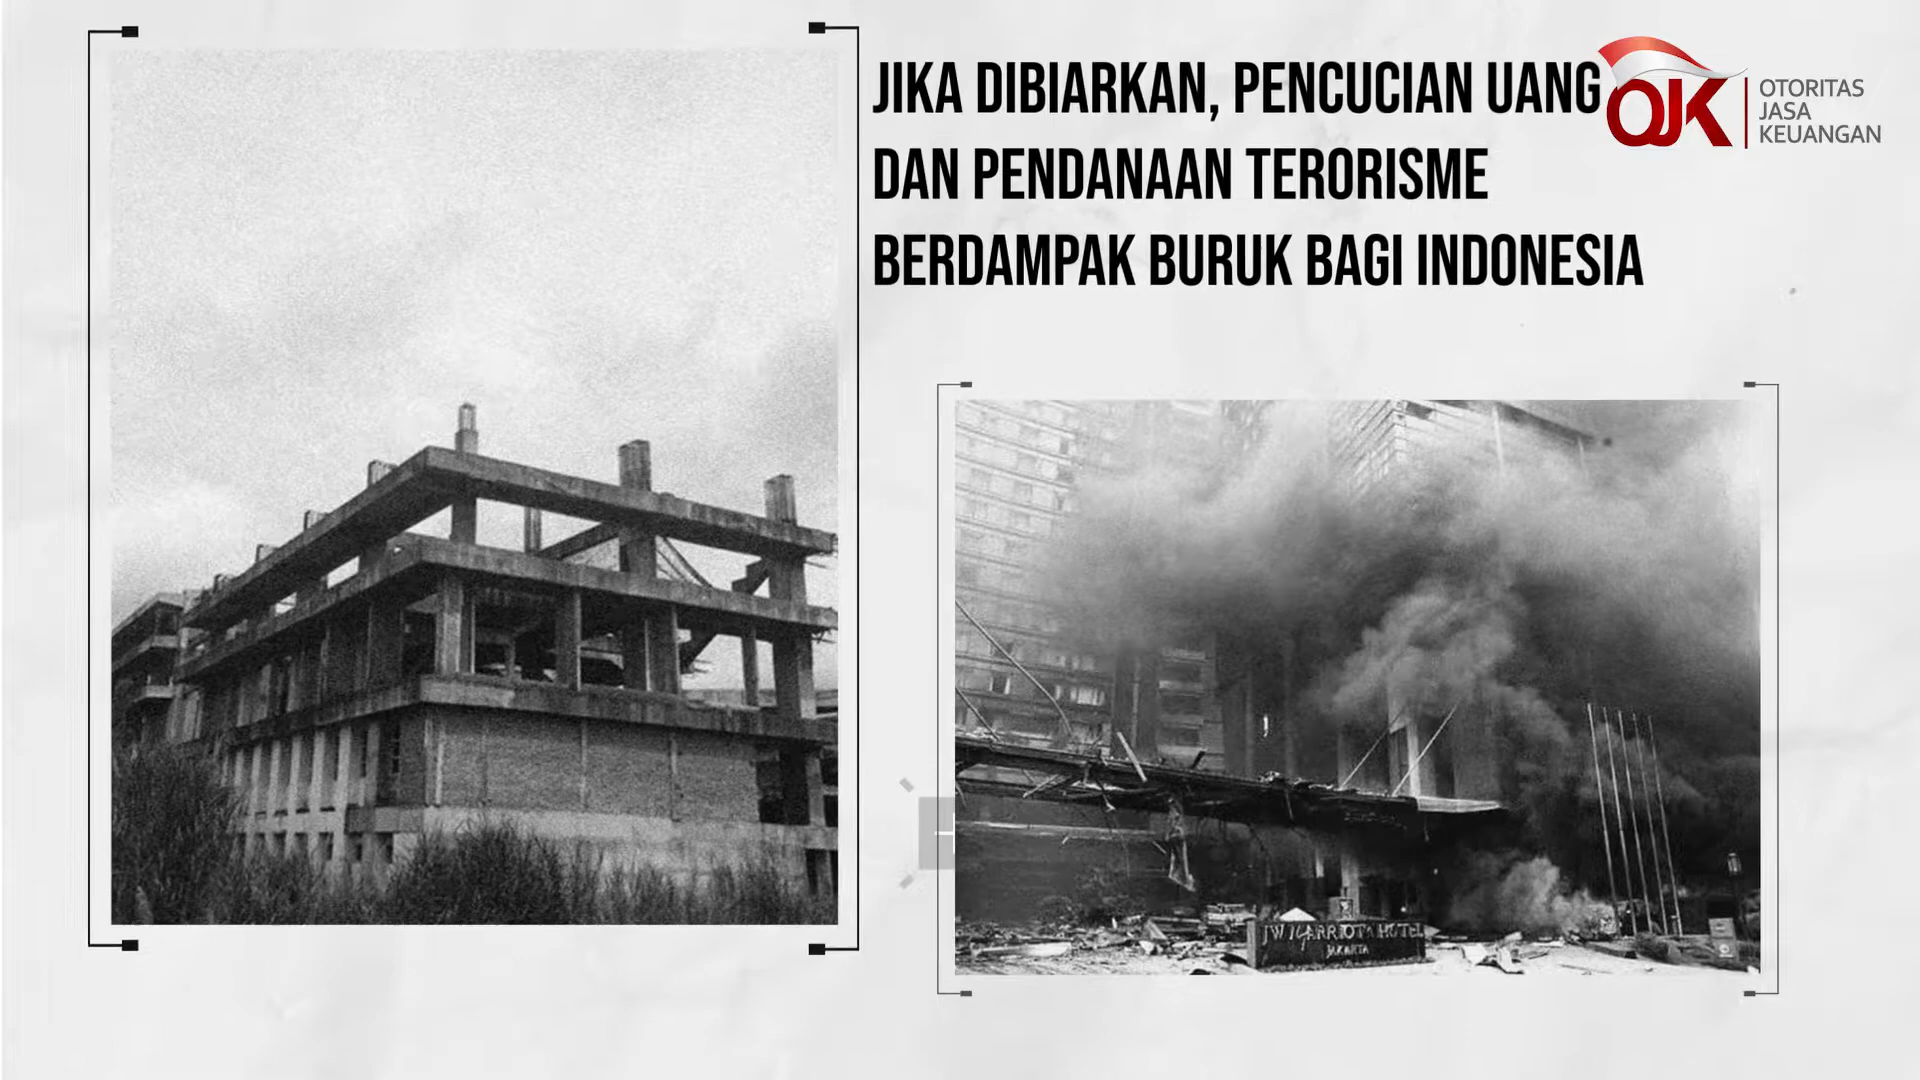 JIKA DIBIARKAN, PENCUCIAN UANG
DAN PENDANAAN TERORISME
BERDAMPAK BURUK BAGI INDONESIA
OJK
OTORITAS
JASA
KEUANGAN
JW MARRIOTT HOTEL
JAKARTA